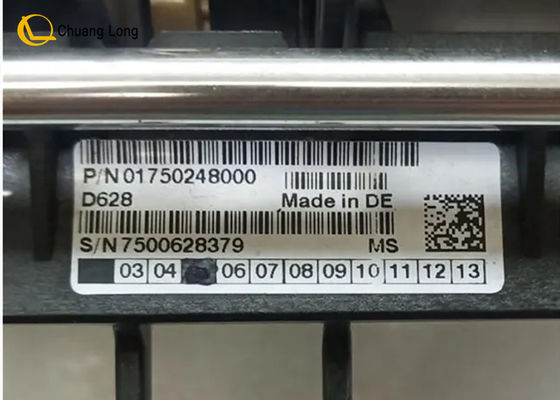 Chuang Long
P/N 01750248000
D628 Made in DE
S/N 7500628379 MS
03 04 06 07 08 09 10 11 12 13